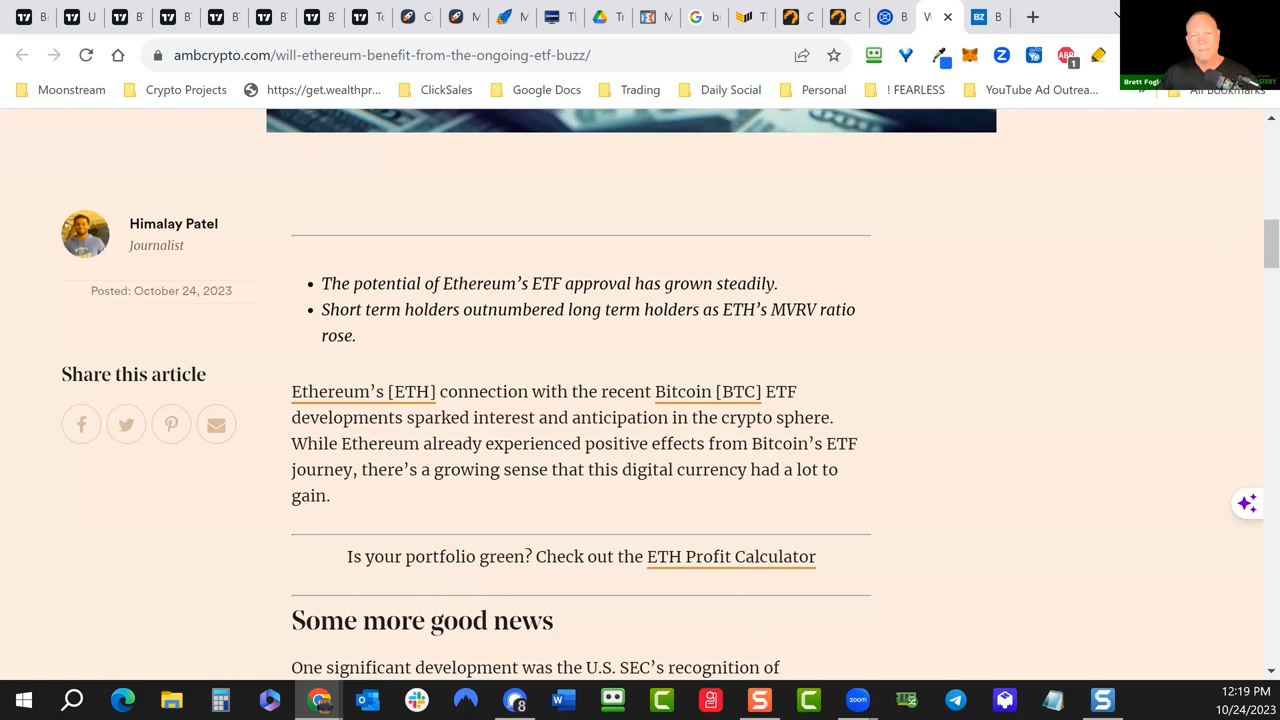 B
B
B
B
B
B
To
C
M
M
Tl
Tr
M
b
Tl
C
C
B
W
B
ambcrypto.com/will-ethereum-benefit-from-the-ongoing-etf-buzz/
Moonstream
Crypto Projects
https://get.wealthpr...
ClickSales
Google Docs
Trading
Daily Social
Personal
! FEARLESS
YouTube Ad Outrea...
»
All Bookmarks
Brett Fogl
Himalay Patel
Journalist
Posted: October 24, 2023
Share this article
• The potential of Ethereum's ETF approval has grown steadily.
• Short term holders outnumbered long term holders as ETH's MVRV ratio
rose.
Ethereum's [ETH] connection with the recent Bitcoin [BTC] ETF
developments sparked interest and anticipation in the crypto sphere.
While Ethereum already experienced positive effects from Bitcoin's ETF
journey, there's a growing sense that this digital currency had a lot to
gain.
Is your portfolio green? Check out the ETH Profit Calculator
Some more good news
One significant development was the U.S. SEC's recognition of
12:19 PM
10/24/2023